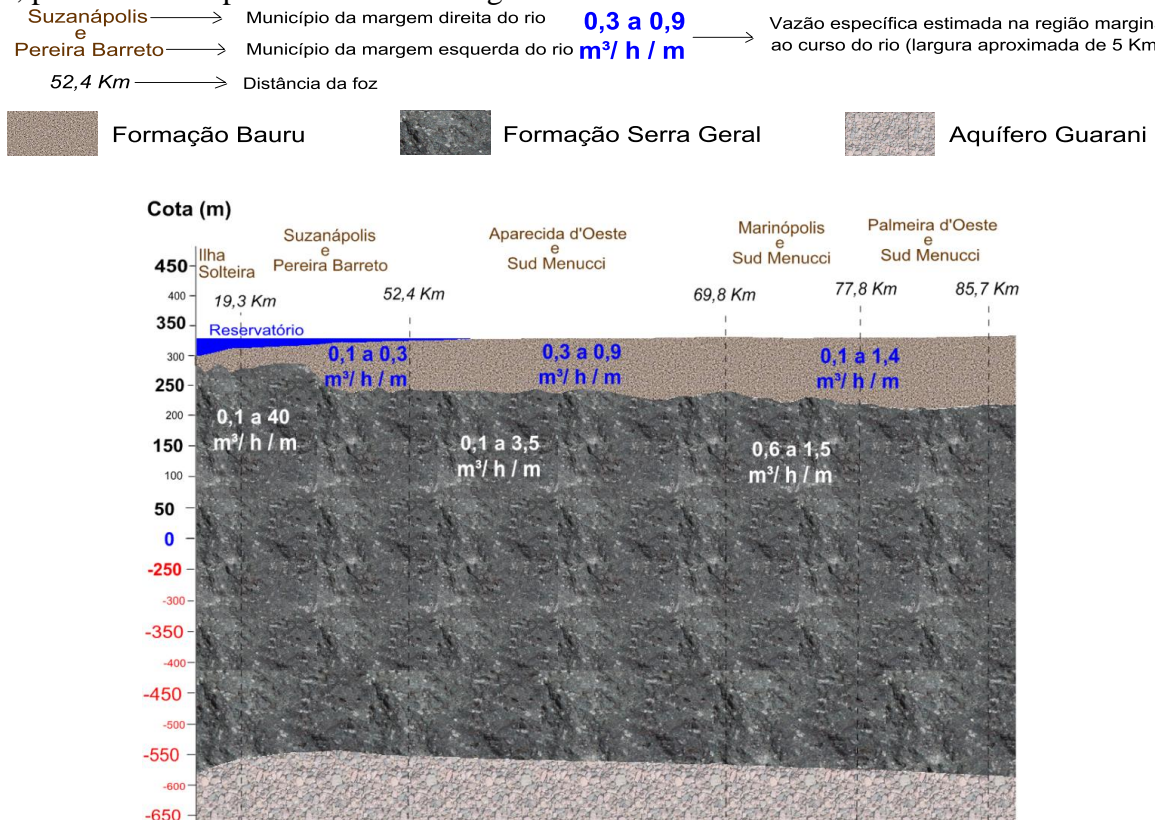 Suzanápolis
e
Pereira Barreto
Município da margem direita do rio
Município da margem esquerda do rio
52,4 Km
Distância da foz
0,3 a 0,9
m³/ h / m
Vazão específica estimada na região margina
ao curso do rio (largura aproximada de 5 Km
Formação Bauru
Formação Serra Geral
Aquífero Guarani
Cota (m)
Ilha
Solteira
Suzanápolis
e
Pereira Barreto
Aparecida d'Oeste
e
Sud Menucci
Marinópolis
e
Sud Menucci
Palmeira d'Oeste
e
Sud Menucci
19,3 Km
52,4 Km
69,8 Km
77,8 Km
85,7 Km
Reservatório
0,1 a 0,3
m³/ h / m
0,3 a 0,9
m³/ h / m
0,1 a 1,4
m³/ h / m
0,1 a 40
m³/ h / m
0,1 a 3,5
m³/ h / m
0,6 a 1,5
m³/ h / m
450
400
350
300
250
200
150
100
50
0
-250
-300
-350
-400
-450
-500
-550
-600
-650